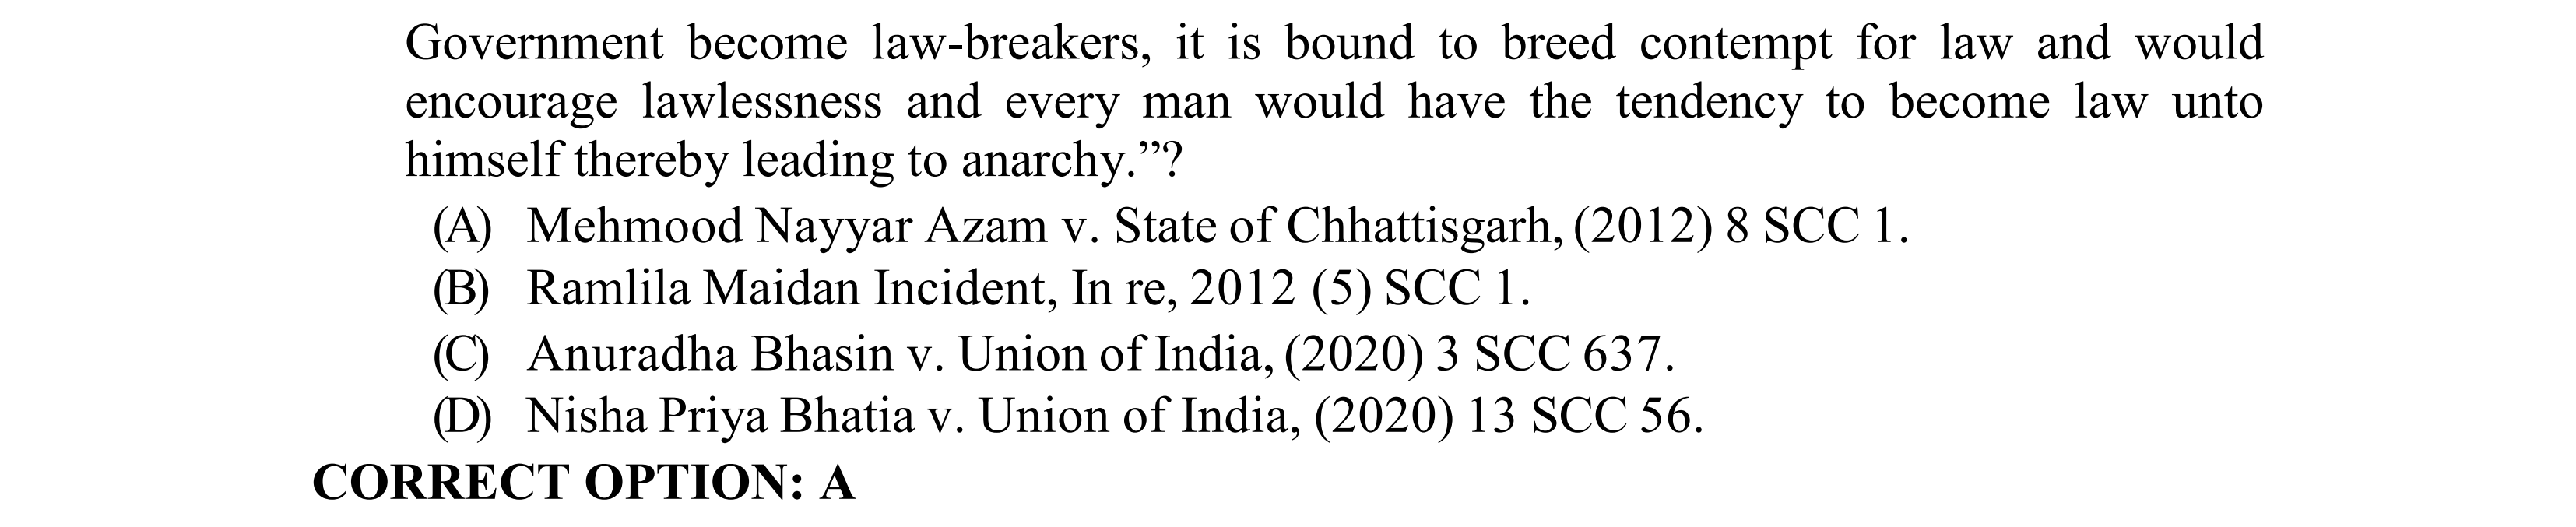 Government become law-breakers, it is bound to breed contempt for law and would
encourage lawlessness and every man would have the tendency to become law unto
himself thereby leading to anarchy.”?
(A) Mehmood Nayyar Azam v. State of Chhattisgarh, (2012) 8 SCC 1.
(B) Ramlila Maidan Incident, In re, 2012 (5) SCC 1.
(C) Anuradha Bhasin v. Union of India, (2020) 3 SCC 637.
(D) Nisha Priya Bhatia v. Union of India, (2020) 13 SCC 56.
CORRECT OPTION: A